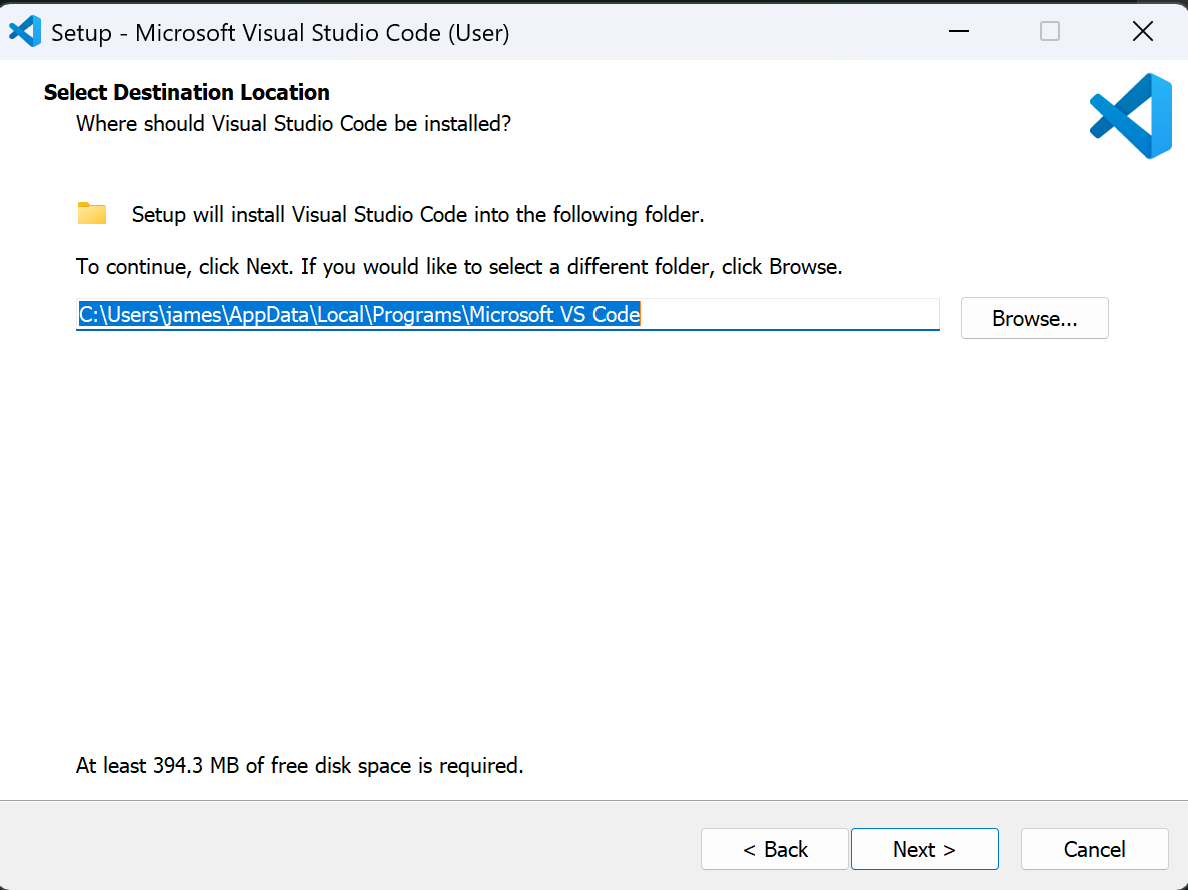 Setup - Microsoft Visual Studio Code (User)
Select Destination Location
Where should Visual Studio Code be installed?
Setup will install Visual Studio Code into the following folder.
To continue, click Next. If you would like to select a different folder, click Browse.
C:\Users\james\AppData\Local\Programs\Microsoft VS Code
Browse...
At least 394.3 MB of free disk space is required.
< Back
Next >
Cancel